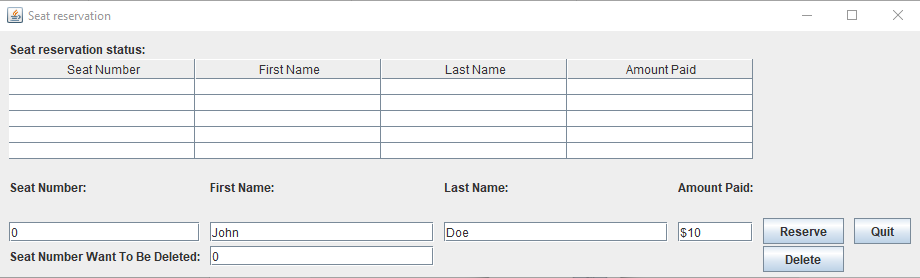 Seat reservation
Seat reservation status:
Seat Number First Name Last Name Amount Paid
Seat Number: First Name: Last Name: Amount Paid:
0 John Doe $10 Reserve Quit
Seat Number Want To Be Deleted: 0 Delete